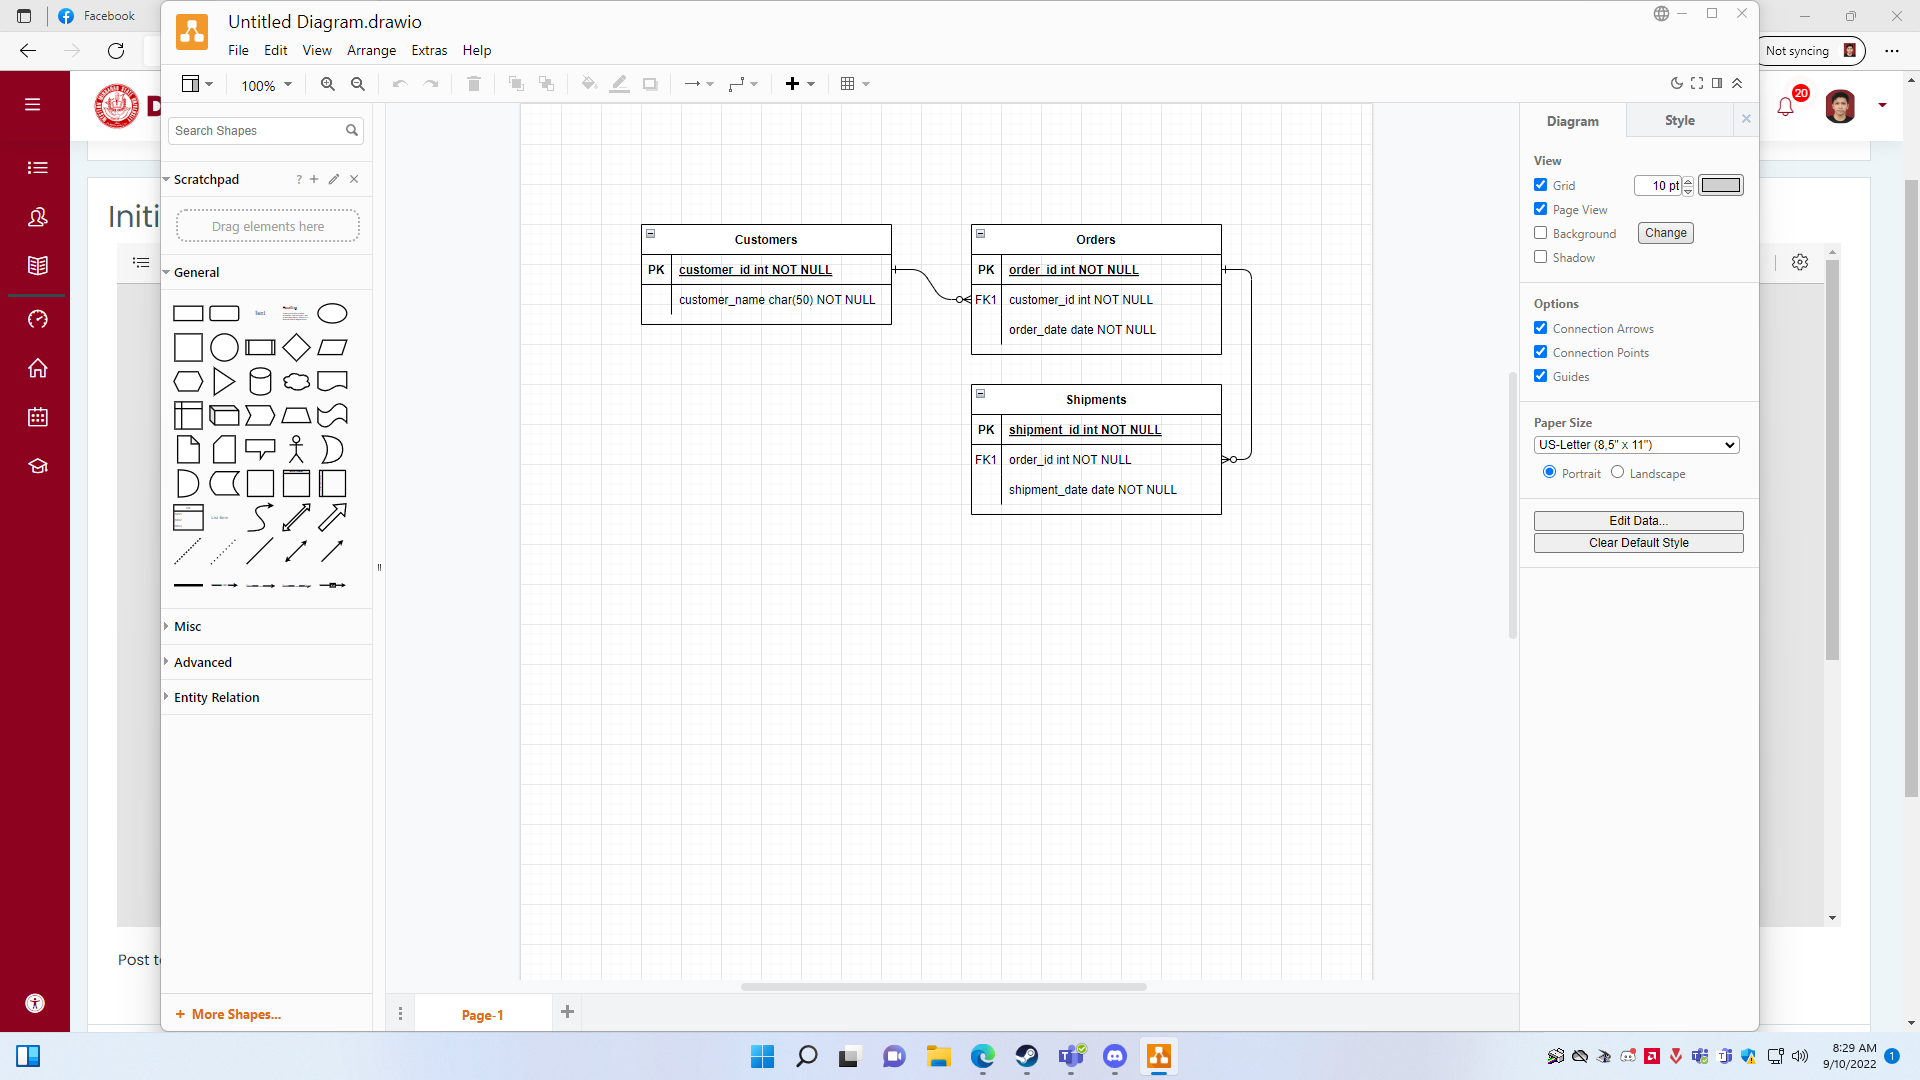 Facebook
Untitled Diagram.drawio
File Edit View Arrange Extras Help
Not syncing
100%
20
D
Search Shapes
Scratchpad
?
Drag elements here
Initi
General
Text
Heading
List
Misc
Advanced
Entity Relation
+ More Shapes...
Post t
Customers
PK customer_id int NOT NULL
customer_name char(50) NOT NULL
Orders
PK order_id int NOT NULL
FK1 customer_id int NOT NULL
order_date date NOT NULL
Shipments
PK shipment_id int NOT NULL
FK1 order_id int NOT NULL
shipment_date date NOT NULL
Page-1
Diagram Style
View
Grid 10 pt
Page View
Background Change
Shadow
Options
Connection Arrows
Connection Points
Guides
Paper Size
US-Letter (8,5" x 11")
Portrait Landscape
Edit Data...
Clear Default Style
8:29 AM
9/10/2022
1